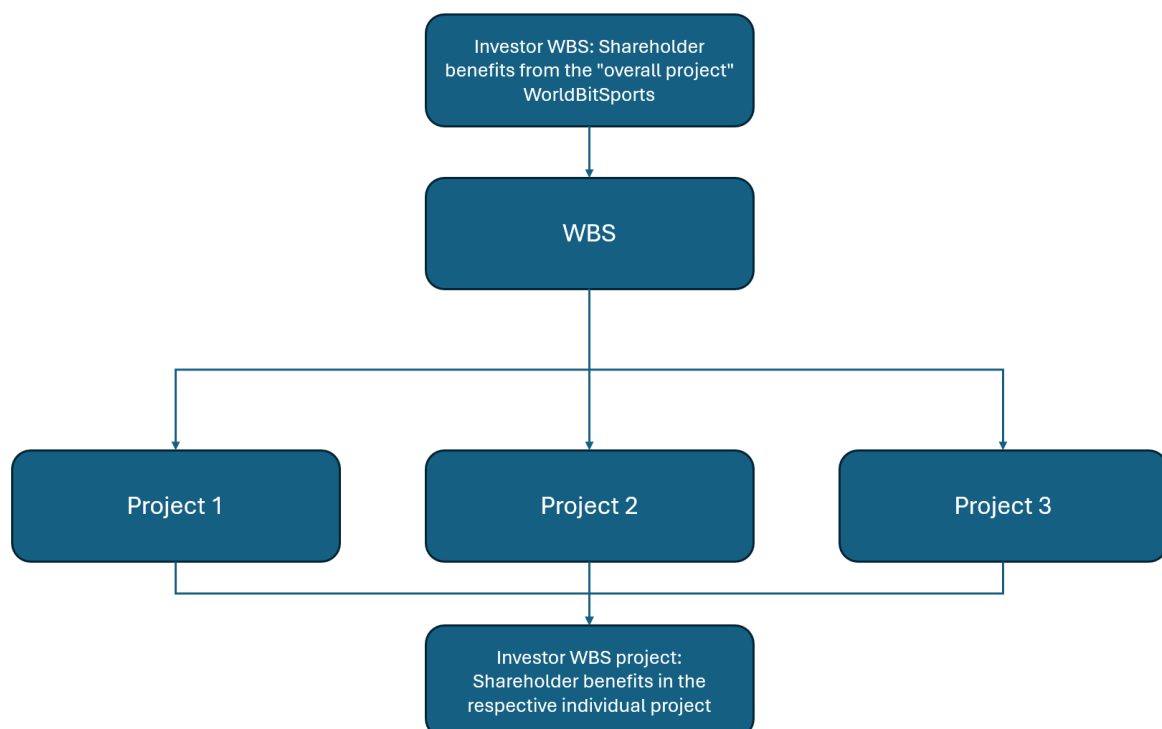 Investor WBS: Shareholder
benefits from the "overall project"
WorldBitSports
WBS
Project 1
Project 2
Project 3
Investor WBS project:
Shareholder benefits in the
respective individual project